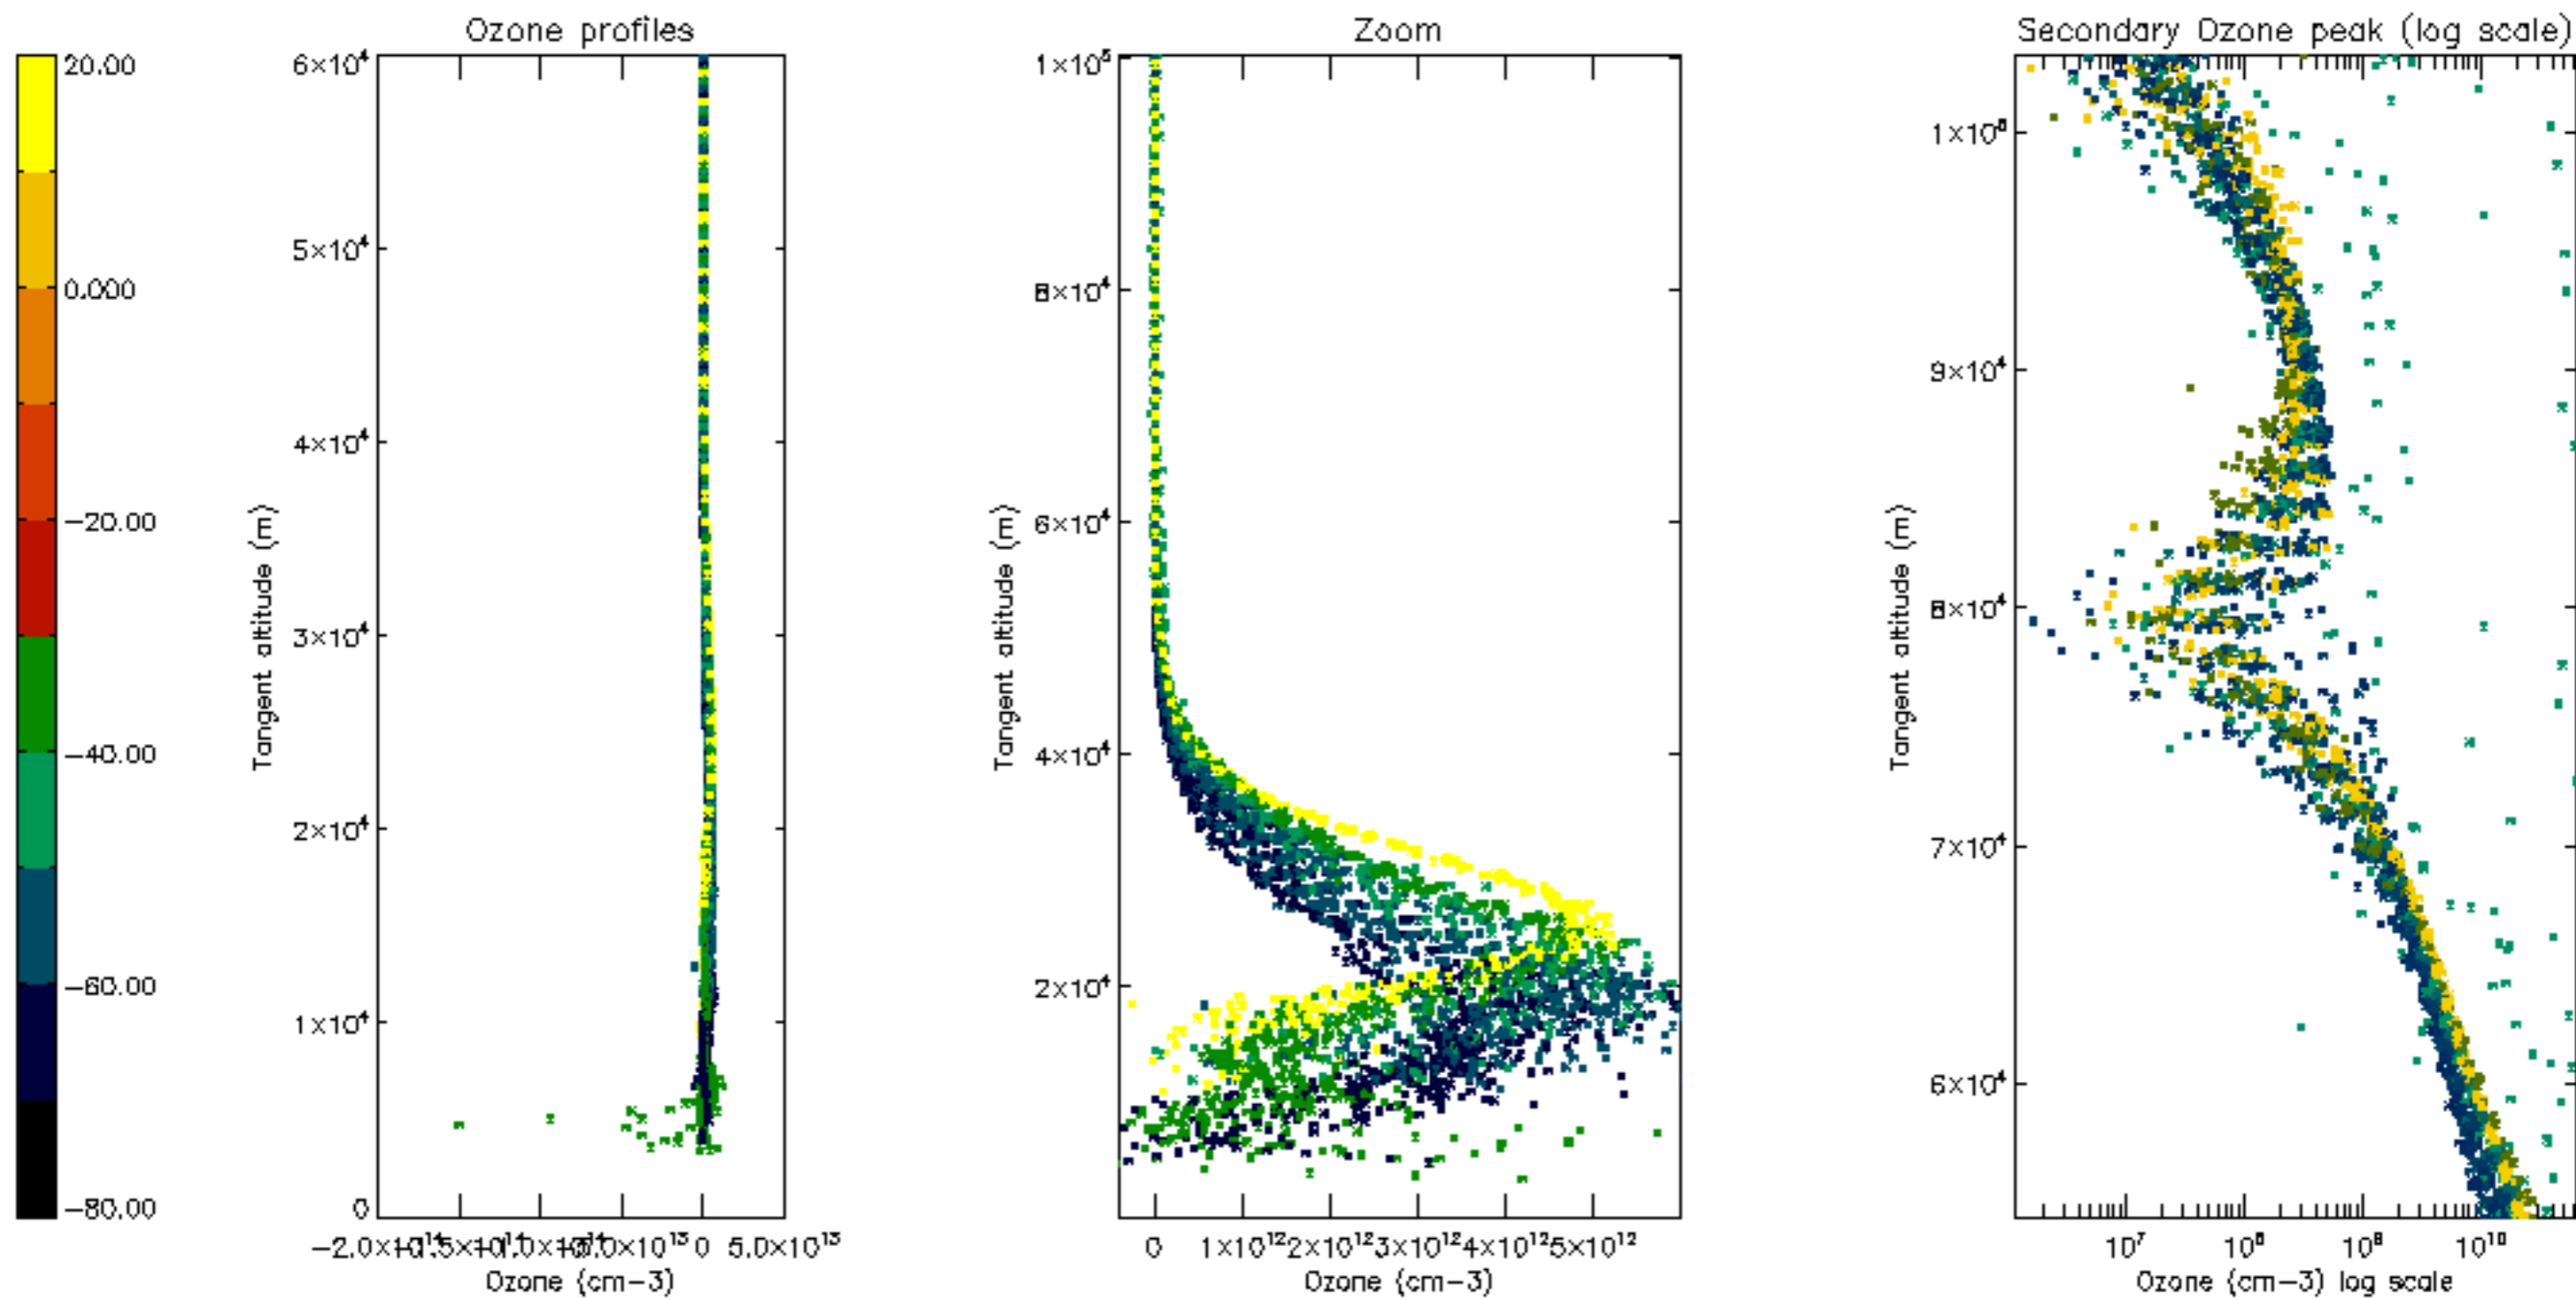 Ozone profiles
Zoom
Secondary Ozone peak (log scale)
20.00
0.000
−20.00
−40.00
−60.00
−80.00
6×10⁴
5×10⁴
4×10⁴
3×10⁴
2×10⁴
1×10⁴
0
Tangent altitude (m)
5.0×10¹³
0
Ozone (cm−3)
1×10⁵
8×10⁴
6×10⁴
4×10⁴
2×10⁴
Tangent altitude (m)
0 1×10¹² 2×10¹² 3×10¹² 4×10¹² 5×10¹²
Ozone (cm−3)
9×10⁴
8×10⁴
7×10⁴
6×10⁴
Tangent altitude (m)
10⁷ 10⁸ 10⁹ 10¹⁰
Ozone (cm−3) log scale